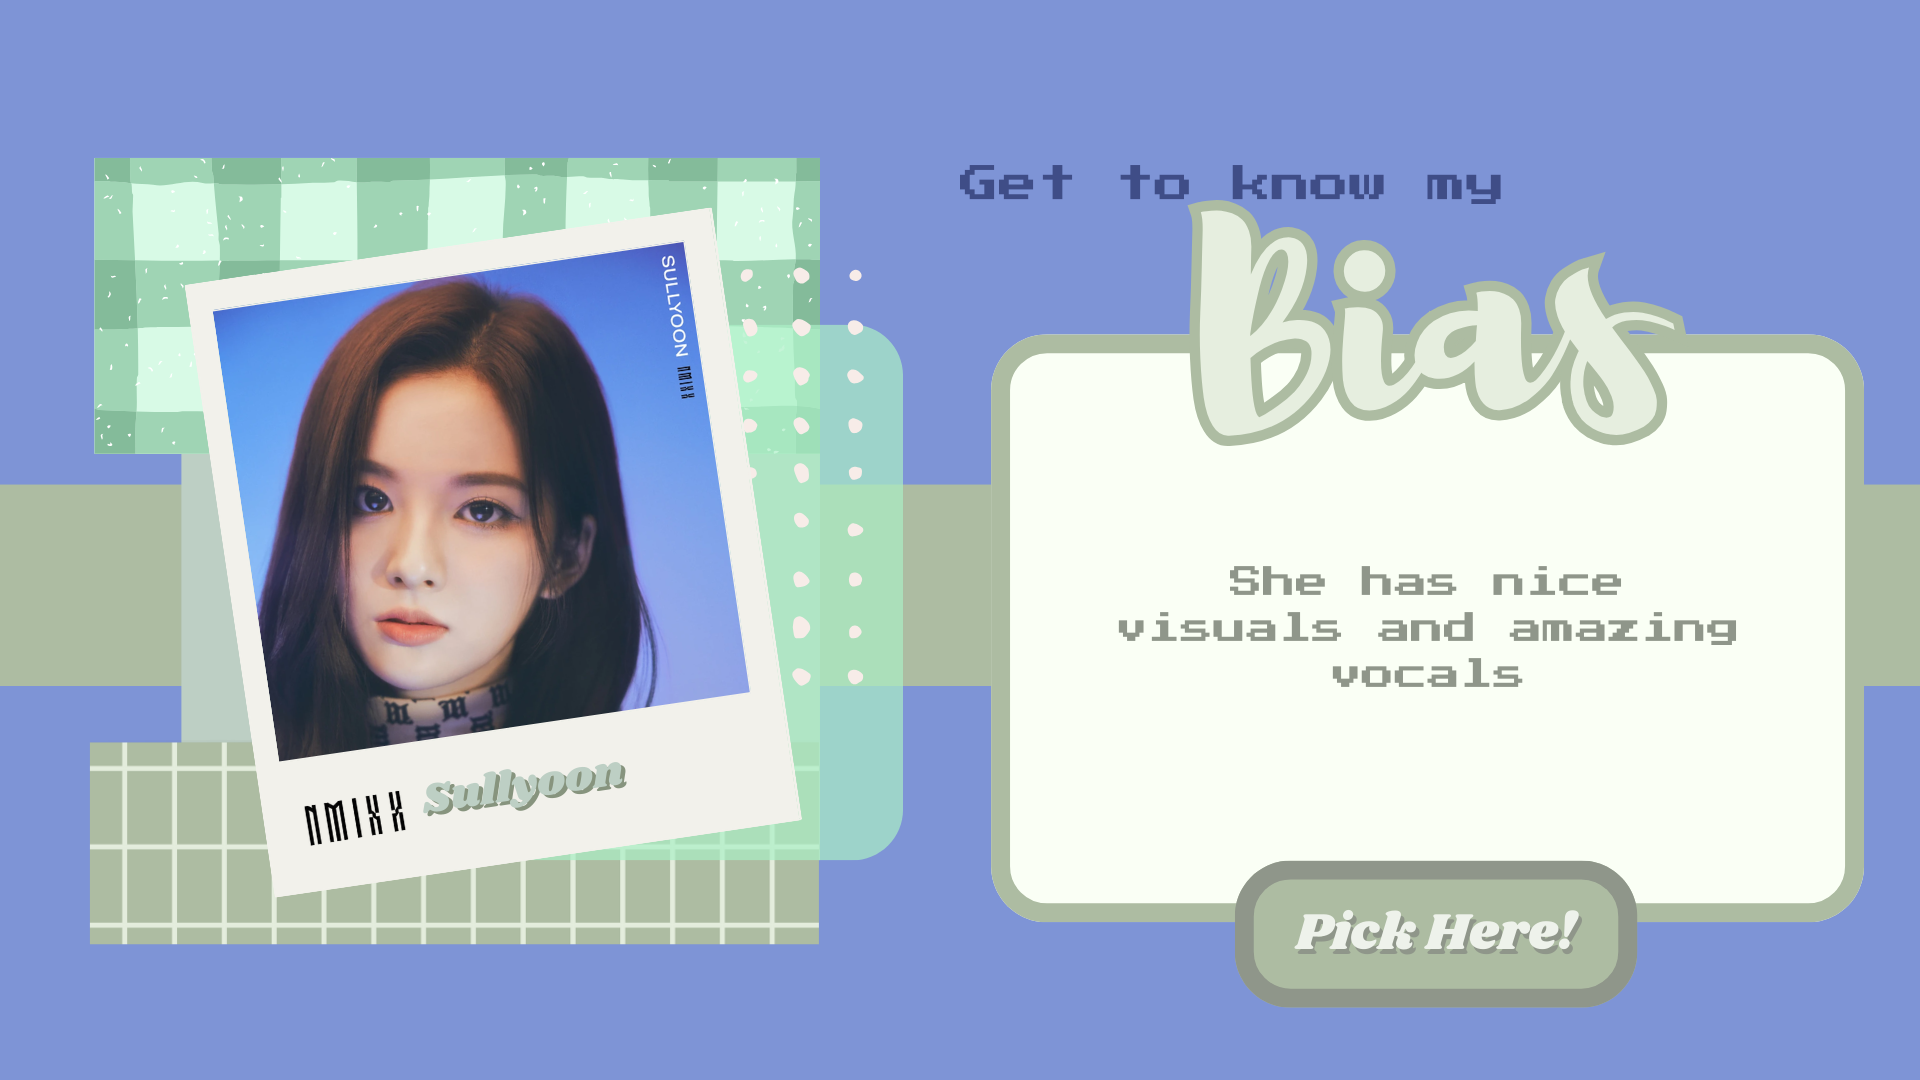 Get to know my
Bias
SULLYOON NMIXX
NMIXX Sullyoon
She has nice
visuals and amazing
vocals
Pick Here!